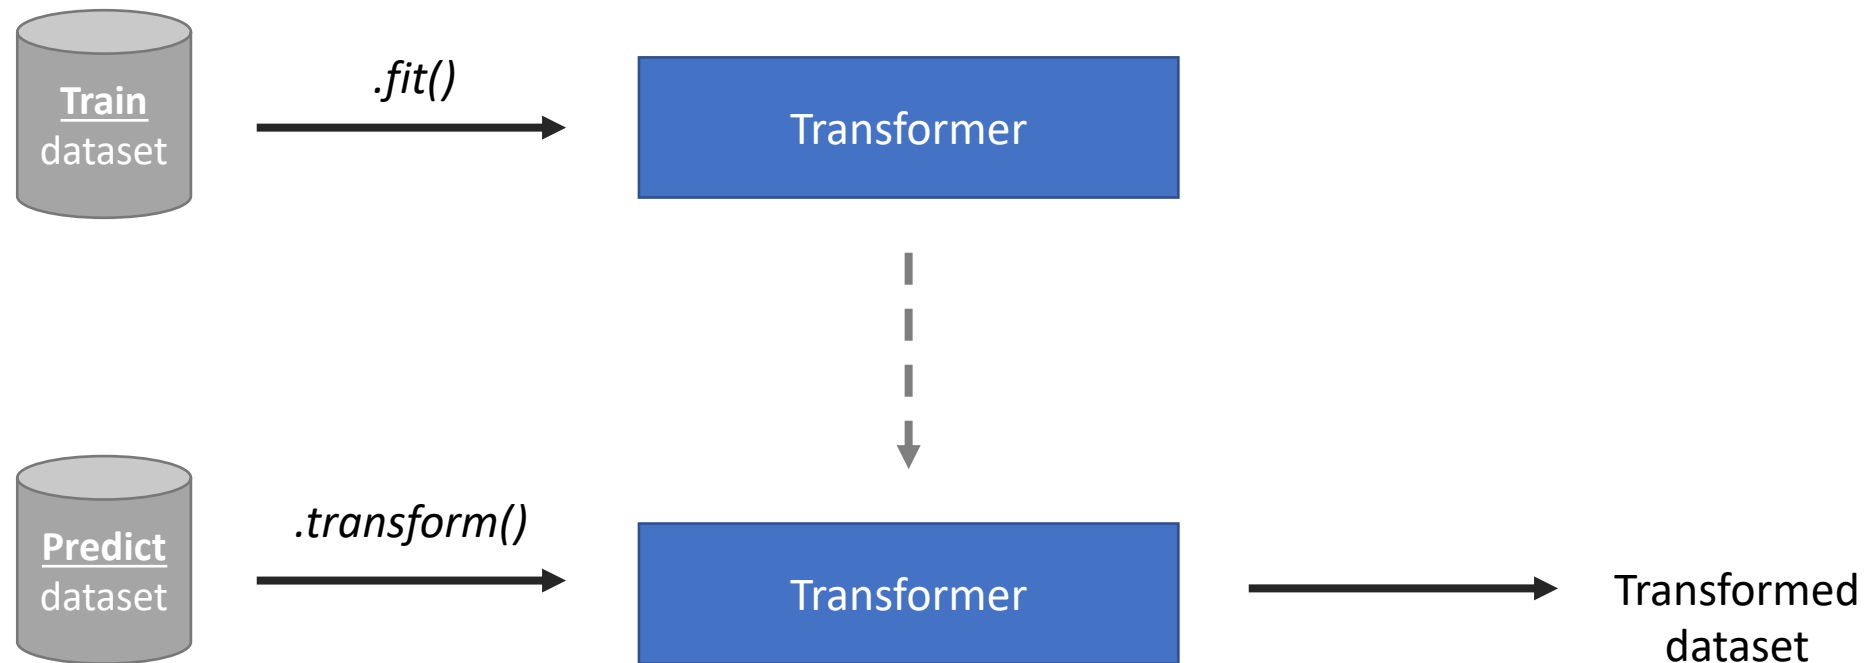 Train
dataset
.fit()
Transformer
Predict
dataset
.transform()
Transformer
Transformed
dataset